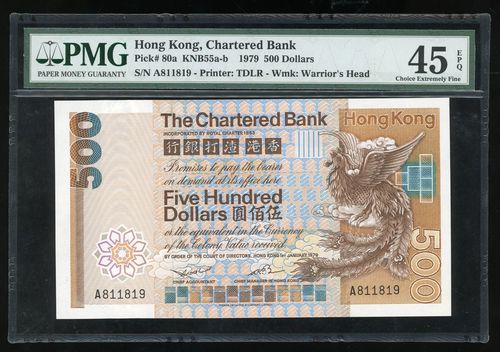 PMG
PAPER MONEY GUARANTY
Hong Kong, Chartered Bank
Pick# 80a KNB55a-b 1979 500 Dollars
S/N A811819 - Printer: TDLR - Wmk: Warrior's Head
45
EPQ
Choice Extremely Fine
500
The Chartered Bank
Hong Kong
INCORPORATED BY ROYAL CHARTER 1853
行銀打渣港香
Promises to pay the bearer
on demand at its office here
Five Hundred
Dollars 圓佰伍
or the equivalent in the Currency
of the Colony, Value received
BY ORDER OF THE COURT OF DIRECTORS, HONG KONG 1st JANUARY 1979
CHIEF ACCOUNTANT
CHIEF MANAGER IN HONG KONG
A811819
A811819
500